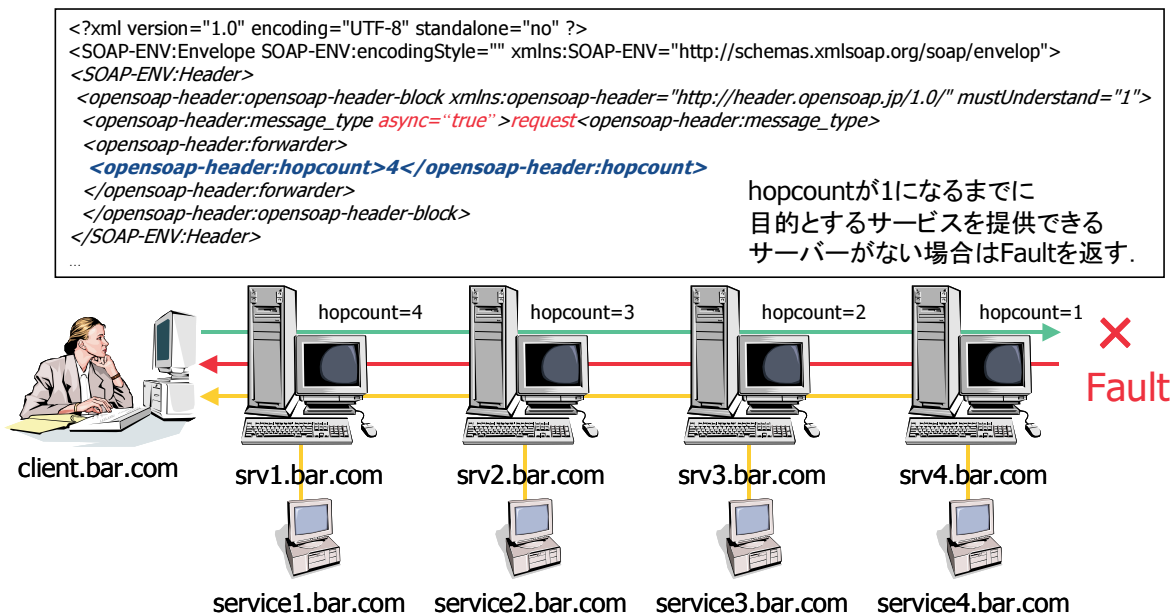 <?xml version="1.0" encoding="UTF-8" standalone="no" ?>
<SOAP-ENV:Envelope SOAP-ENV:encodingStyle="" xmlns:SOAP-ENV="http://schemas.xmlsoap.org/soap/envelop">
<SOAP-ENV:Header>
<opensoap-header:opensoap-header-block xmlns:opensoap-header="http://header.opensoap.jp/1.0/" mustUnderstand="1">
<opensoap-header:message_type async="true">request<opensoap-header:message_type>
<opensoap-header:forwarder>
<opensoap-header:hopcount>4</opensoap-header:hopcount>
</opensoap-header:forwarder>
</opensoap-header:opensoap-header-block>
</SOAP-ENV:Header>
...
hopcountが1になるまでに
目的とするサービスを提供できる
サーバーがない場合はFaultを返す.
hopcount=4
hopcount=3
hopcount=2
hopcount=1
×
Fault
client.bar.com
srv1.bar.com
srv2.bar.com
srv3.bar.com
srv4.bar.com
service1.bar.com
service2.bar.com
service3.bar.com
service4.bar.com